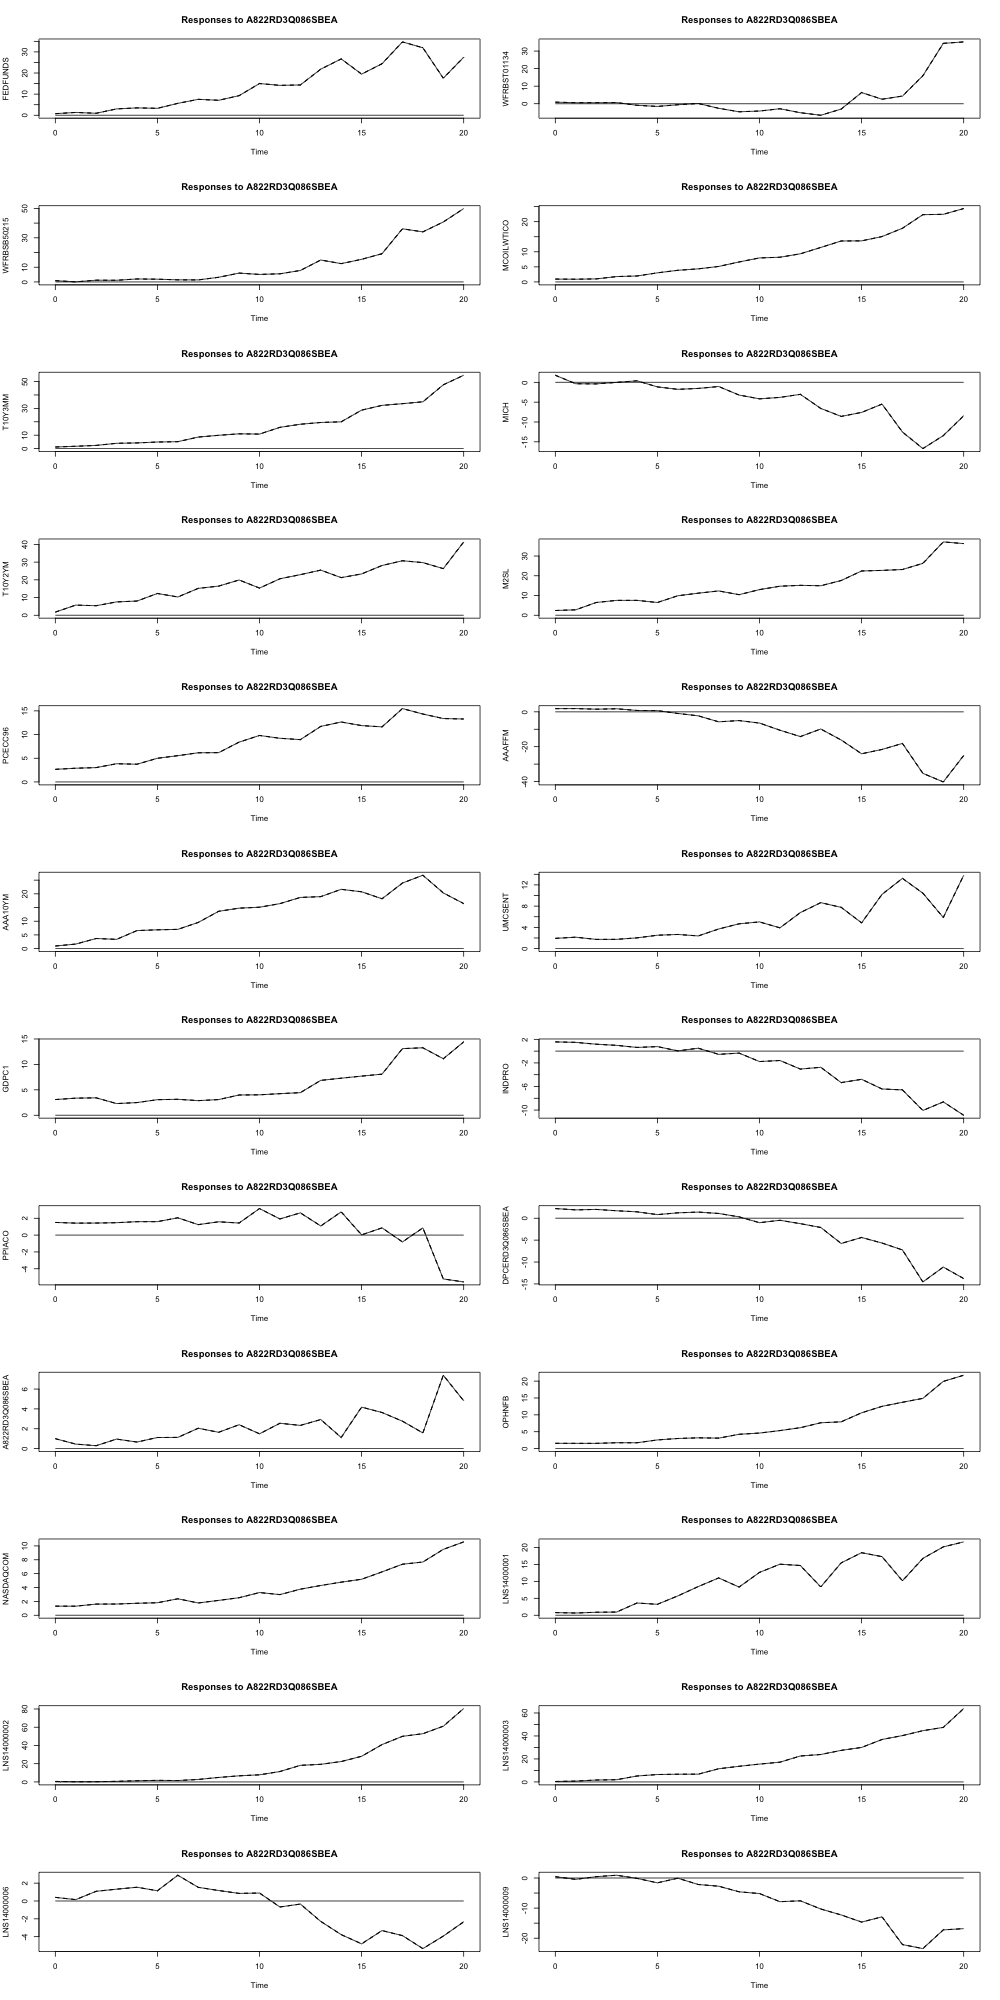 Responses to A822RD3Q086SBEA
FEDFUNDS
0 10 20 30
0 5 10 15 20
Time
Responses to A822RD3Q086SBEA
WFRBST01134
0 10 30
0 5 10 15 20
Time
Responses to A822RD3Q086SBEA
WFRBSB50215
0 10 30 50
0 5 10 15 20
Time
Responses to A822RD3Q086SBEA
MCOILWTICO
0 5 10 20
0 5 10 15 20
Time
Responses to A822RD3Q086SBEA
T10Y3MM
0 10 30 50
0 5 10 15 20
Time
Responses to A822RD3Q086SBEA
MICH
-15 -10 -5 0
0 5 10 15 20
Time
Responses to A822RD3Q086SBEA
T10Y2YM
0 10 20 30 40
0 5 10 15 20
Time
Responses to A822RD3Q086SBEA
M2SL
0 10 20 30
0 5 10 15 20
Time
Responses to A822RD3Q086SBEA
PCECC96
0 5 10 15
0 5 10 15 20
Time
Responses to A822RD3Q086SBEA
AAAFFM
-40 -20 0
0 5 10 15 20
Time
Responses to A822RD3Q086SBEA
AAA10YM
0 5 10 20
0 5 10 15 20
Time
Responses to A822RD3Q086SBEA
UMCSENT
0 4 8 12
0 5 10 15 20
Time
Responses to A822RD3Q086SBEA
GDPC1
0 5 10 15
0 5 10 15 20
Time
Responses to A822RD3Q086SBEA
INDPRO
-10 -6 -2 2
0 5 10 15 20
Time
Responses to A822RD3Q086SBEA
PPIACO
-4 -2 0 2
0 5 10 15 20
Time
Responses to A822RD3Q086SBEA
DPCERD3Q086SBEA
-15 -10 -5 0
0 5 10 15 20
Time
Responses to A822RD3Q086SBEA
A822RD3Q086SBEA
0 2 4 6
0 5 10 15 20
Time
Responses to A822RD3Q086SBEA
OPHNFB
0 5 10 15 20
0 5 10 15 20
Time
Responses to A822RD3Q086SBEA
NASDAQCOM
0 2 4 6 8 10
0 5 10 15 20
Time
Responses to A822RD3Q086SBEA
LNS14000001
0 5 10 15 20
0 5 10 15 20
Time
Responses to A822RD3Q086SBEA
LNS14000002
0 20 40 60 80
0 5 10 15 20
Time
Responses to A822RD3Q086SBEA
LNS14000003
0 20 40 60
0 5 10 15 20
Time
Responses to A822RD3Q086SBEA
LNS14000006
-4 -2 0 2
0 5 10 15 20
Time
Responses to A822RD3Q086SBEA
LNS14000009
-20 -10 0
0 5 10 15 20
Time